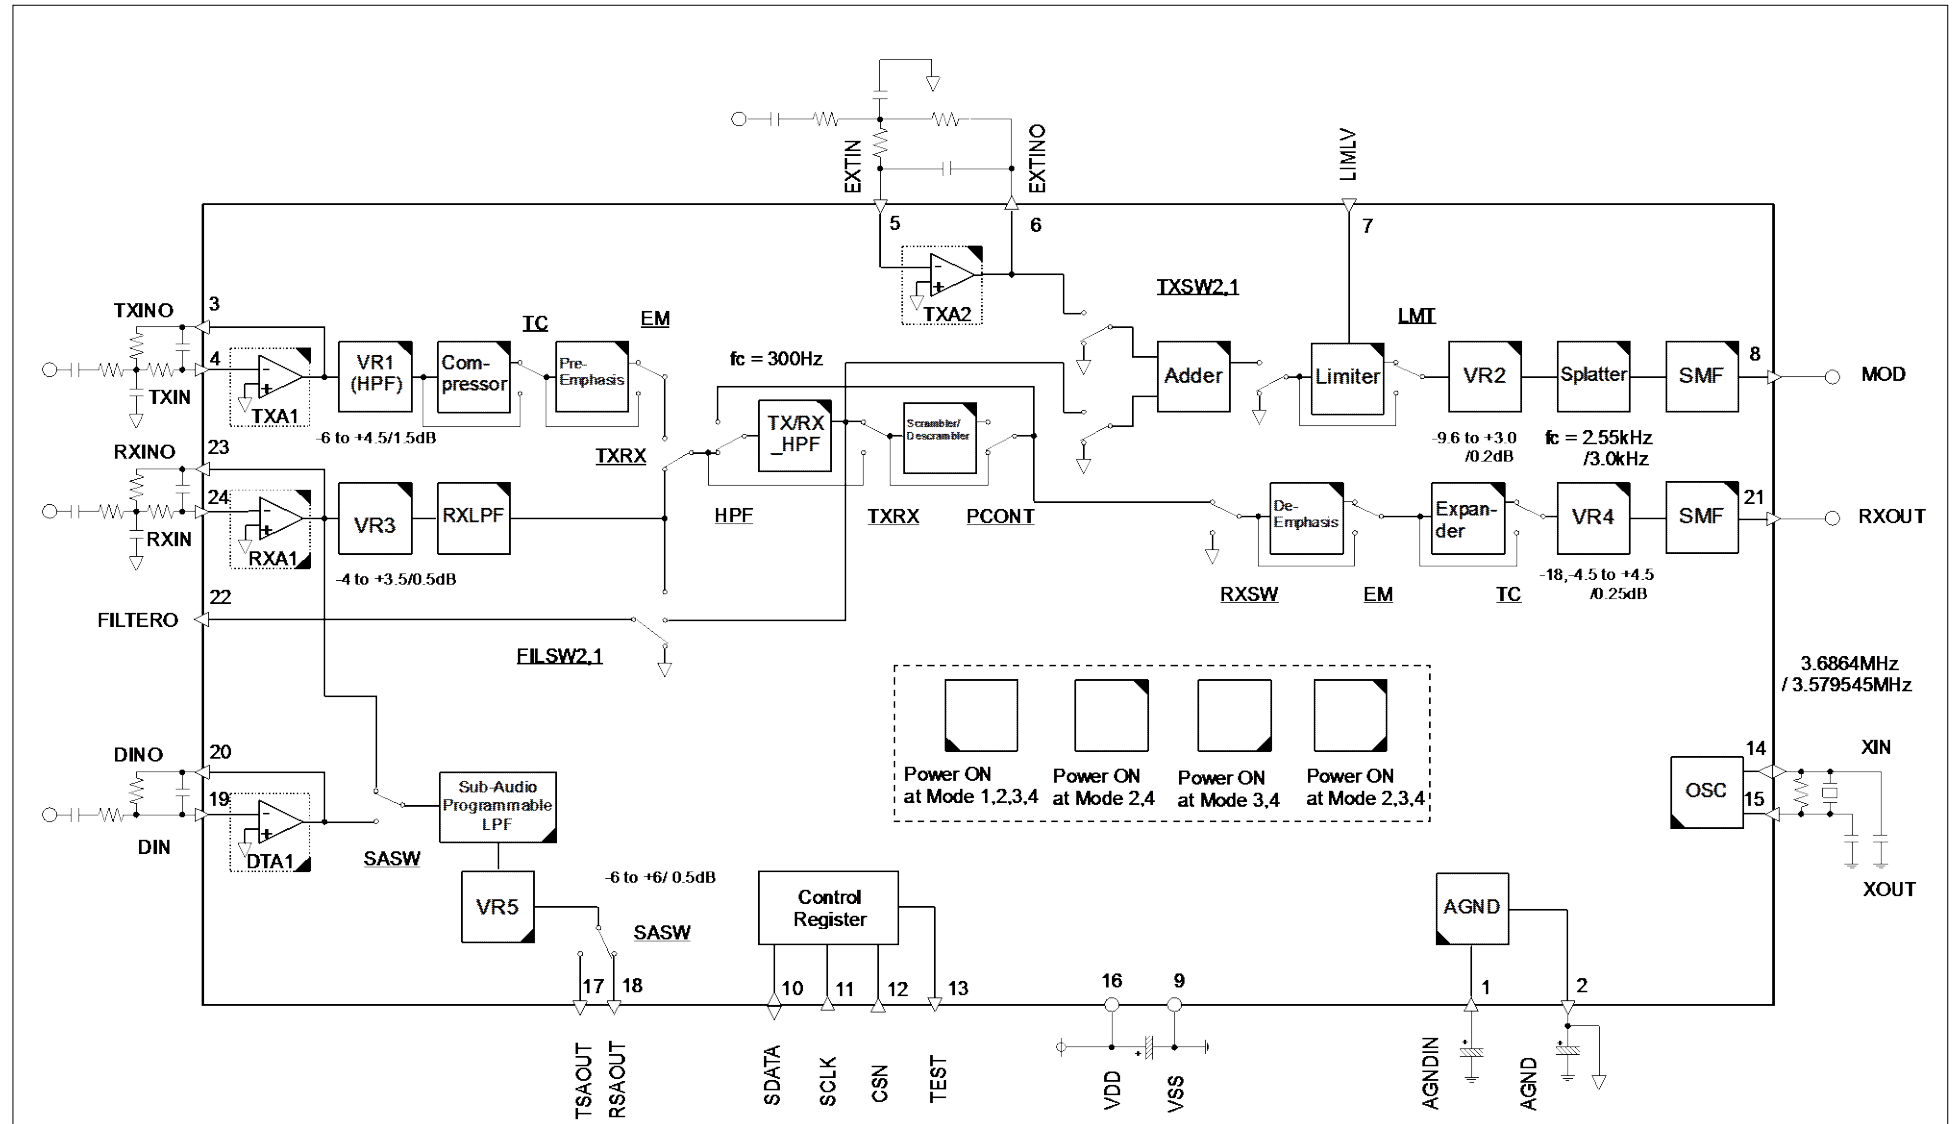 EXTIN
EXTINO
LIMLV
5
6
7
TXA2
TXSW2,1
LMT
TXINO
3
4
TXIN
TXA1
VR1
(HPF)
-6 to +4.5/1.5dB
TC
Com-
pressor
EM
Pre-
Emphasis
fc = 300Hz
TX/RX
_HPF
Scrambler/
Descrambler
Adder
Limiter
VR2
-9.6 to +3.0
/0.2dB
Splatter
fc = 2.55kHz
/3.0kHz
SMF
8
MOD
RXINO
23
24
RXIN
RXA1
VR3
-4 to +3.5/0.5dB
RXLPF
TXRX
HPF
TXRX
PCONT
De-
Emphasis
Expan-
der
VR4
-18,-4.5 to +4.5
/0.25dB
SMF
21
RXOUT
RXSW
EM
TC
22
FILTERO
FILSW2,1
Power ON
at Mode 1,2,3,4
Power ON
at Mode 2,4
Power ON
at Mode 3,4
Power ON
at Mode 2,3,4
3.6864MHz
/ 3.579545MHz
14
XIN
OSC
15
XOUT
DINO
20
19
DIN
DTA1
SASW
Sub-Audio
Programmable
LPF
VR5
-6 to +6/ 0.5dB
SASW
Control
Register
AGND
17
18
10
11
12
13
16
9
1
2
TSAOUT
RSAOUT
SDATA
SCLK
CSN
TEST
VDD
VSS
AGNDIN
AGND